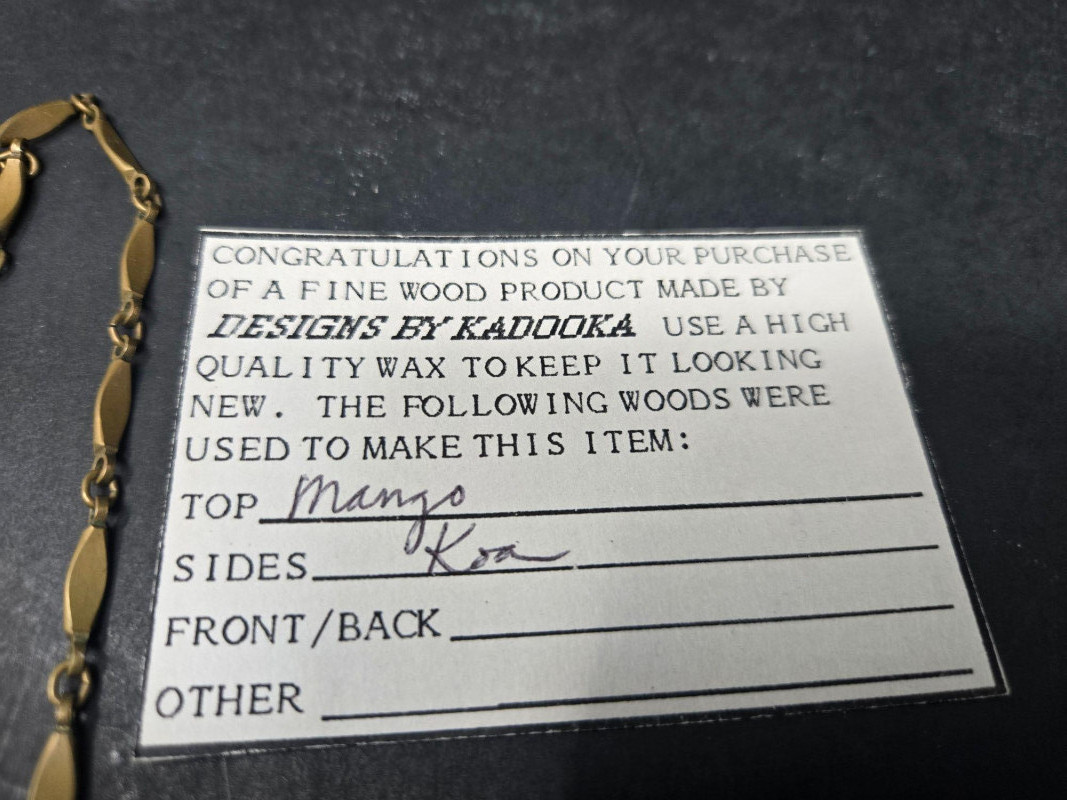 CONGRATULATIONS ON YOUR PURCHASE
OF A FINE WOOD PRODUCT MADE BY
DESIGNS BY KADOOKA USE A HIGH
QUALITY WAX TO KEEP IT LOOKING
NEW. THE FOLLOWING WOODS WERE
USED TO MAKE THIS ITEM:
TOP Mango
SIDES Koa
FRONT/BACK
OTHER